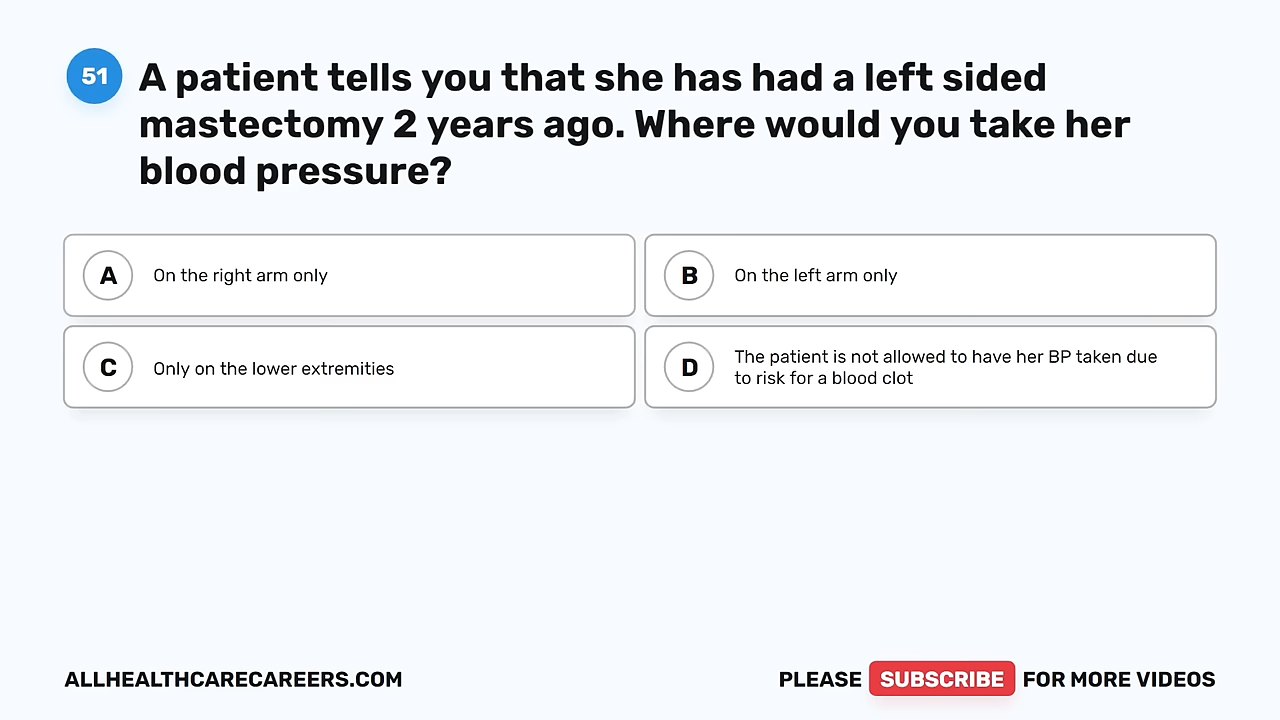 51
A patient tells you that she has had a left sided
mastectomy 2 years ago. Where would you take her
blood pressure?
A On the right arm only
B On the left arm only
C Only on the lower extremities
D The patient is not allowed to have her BP taken due
to risk for a blood clot
ALLHEALTHCARECAREERS.COM
PLEASE SUBSCRIBE FOR MORE VIDEOS